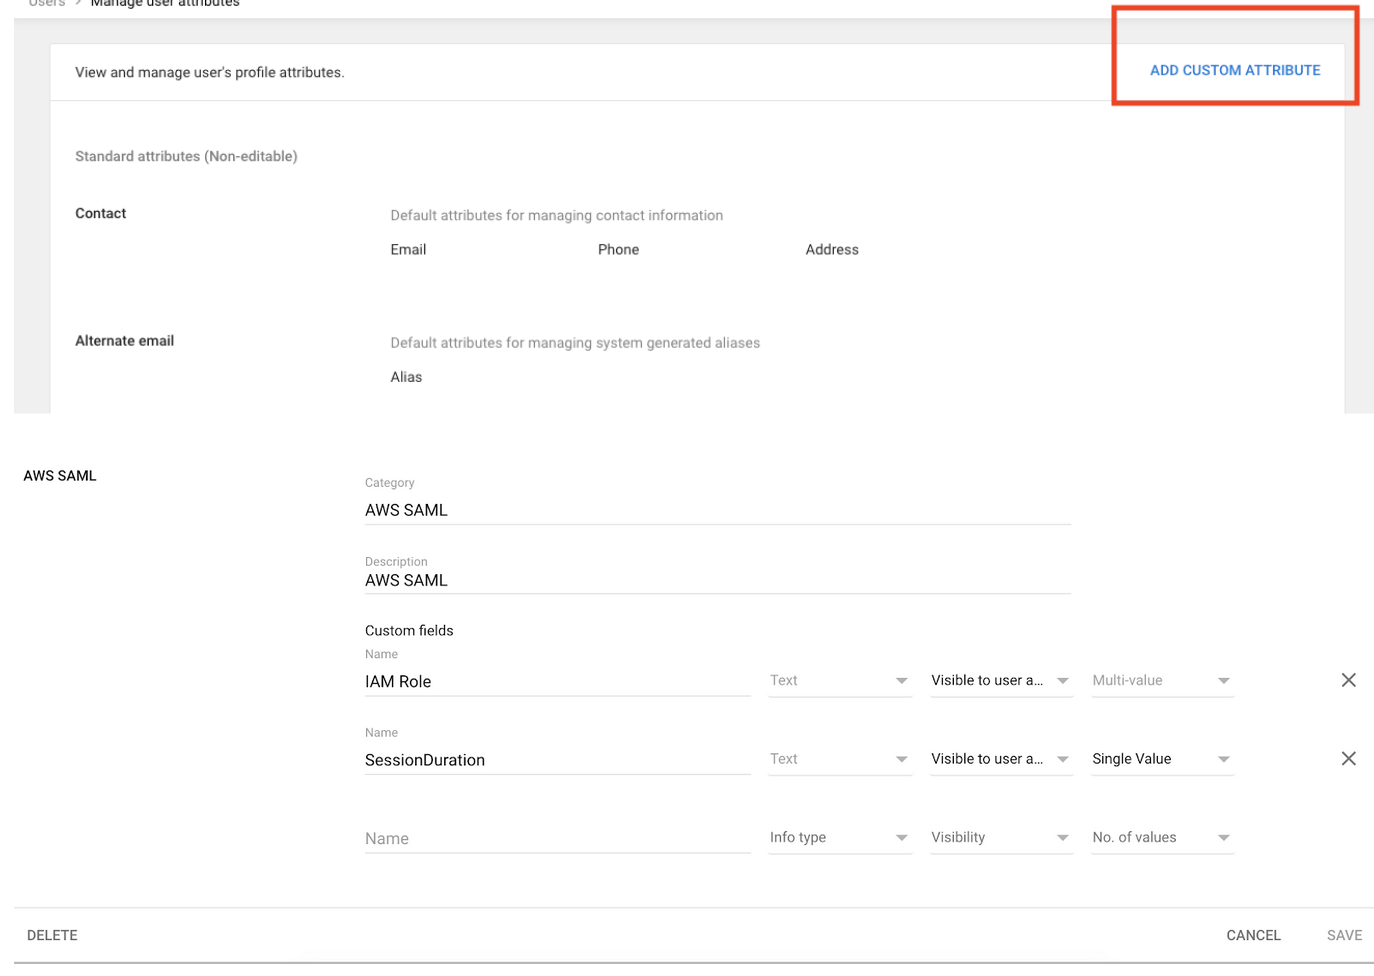 Users > Manage user attributes
View and manage user's profile attributes.
ADD CUSTOM ATTRIBUTE
Standard attributes (Non-editable)
Contact
Default attributes for managing contact information
Email Phone Address
Alternate email
Default attributes for managing system generated aliases
Alias
AWS SAML
Category
AWS SAML
Description
AWS SAML
Custom fields
Name
IAM Role Text Visible to user a... Multi-value
Name
SessionDuration Text Visible to user a... Single Value
Name Info type Visibility No. of values
DELETE CANCEL SAVE